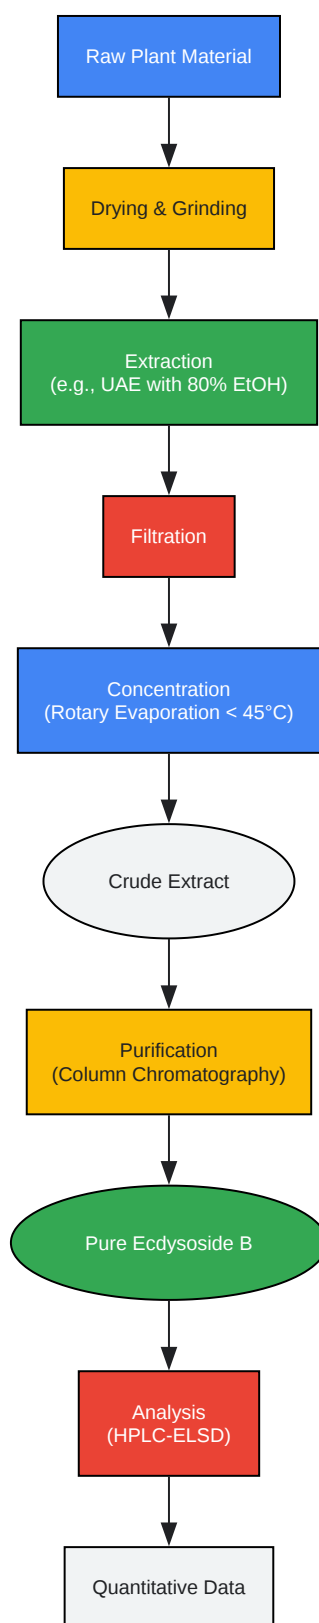 Raw Plant Material
Drying & Grinding
Extraction
(e.g., UAE with 80% EtOH)
Filtration
Concentration
(Rotary Evaporation < 45°C)
Crude Extract
Purification
(Column Chromatography)
Pure Ecdysoside B
Analysis
(HPLC-ELSD)
Quantitative Data